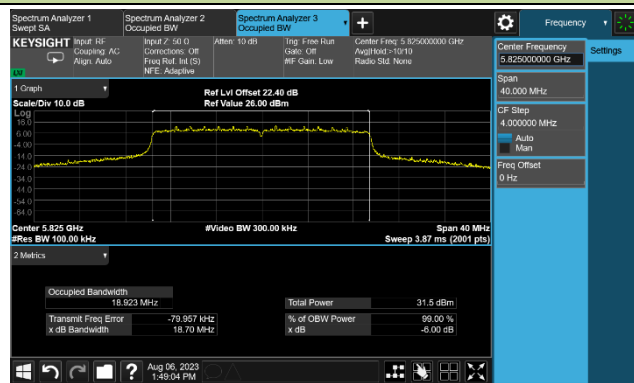 Spectrum Analyzer 1
Swept SA
Spectrum Analyzer 2
Occupied BW
Spectrum Analyzer 3
Occupied BW
Frequency
KEYSIGHT
Input: RF
Coupling: AC
Align: Auto
Input Z: 50 Ω
Corrections: Off
Freq Ref: Int (S)
NFE: Adaptive
Atten: 10 dB
Trig: Free Run
Gate: Off
#IF Gain: Low
Center Freq: 5.825000000 GHz
Avg|Hold:>10/10
Radio Std: None
Center Frequency
5.825000000 GHz
Settings
Span
40.000 MHz
CF Step
4.000000 MHz
Auto
Man
Freq Offset
0 Hz
1 Graph
Scale/Div 10.0 dB
Ref Lvl Offset 22.40 dB
Ref Value 26.00 dBm
Log
16.0
6.00
-4.00
-14.0
-24.0
-34.0
-44.0
-54.0
-64.0
Center 5.825 GHz
#Res BW 100.00 kHz
#Video BW 300.00 kHz
Span 40 MHz
Sweep 3.87 ms (2001 pts)
2 Metrics
Occupied Bandwidth
18.923 MHz
Total Power 31.5 dBm
Transmit Freq Error -79.957 kHz
% of OBW Power 99.00 %
x dB Bandwidth 18.70 MHz
x dB -6.00 dB
Aug 06, 2023
1:49:04 PM